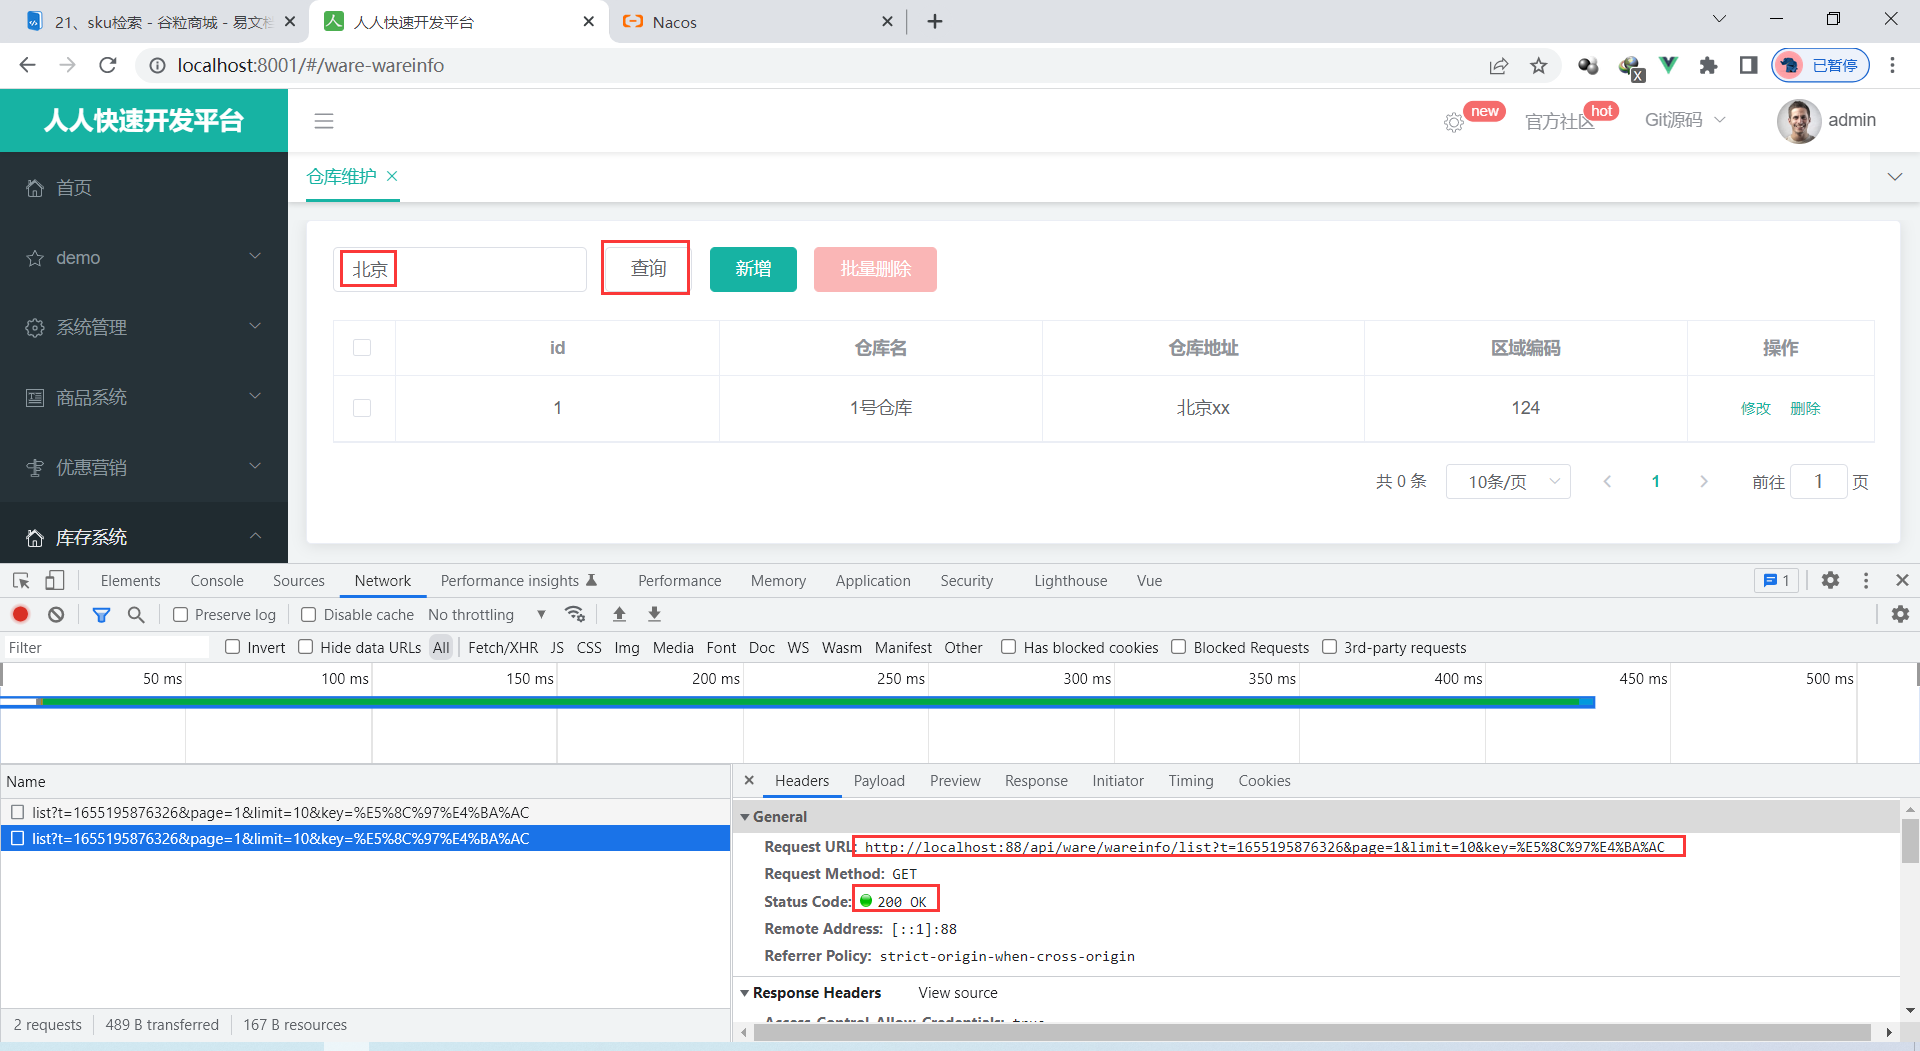 21、sku检索 - 谷粒商城 - 易文档
人人快速开发平台
Nacos
localhost:8001/#/ware-wareinfo
已暂停
人人快速开发平台
new
官方社区
hot
Git源码
admin
首页
仓库维护
demo
北京
查询
新增
批量删除
系统管理
id
仓库名
仓库地址
区域编码
操作
商品系统
1
1号仓库
北京xx
124
修改
删除
优惠营销
共 0 条
10条/页
1
前往
1
页
库存系统
Elements
Console
Sources
Network
Performance insights
Performance
Memory
Application
Security
Lighthouse
Vue
1
Preserve log
Disable cache
No throttling
Filter
Invert
Hide data URLs
All
Fetch/XHR
JS
CSS
Img
Media
Font
Doc
WS
Wasm
Manifest
Other
Has blocked cookies
Blocked Requests
3rd-party requests
50 ms
100 ms
150 ms
200 ms
250 ms
300 ms
350 ms
400 ms
450 ms
500 ms
Name
list?t=1655195876326&page=1&limit=10&key=%E5%8C%97%E4%BA%AC
list?t=1655195876326&page=1&limit=10&key=%E5%8C%97%E4%BA%AC
2 requests
489 B transferred
167 B resources
Headers
Payload
Preview
Response
Initiator
Timing
Cookies
General
Request URL: http://localhost:88/api/ware/wareinfo/list?t=1655195876326&page=1&limit=10&key=%E5%8C%97%E4%BA%AC
Request Method: GET
Status Code: 200 OK
Remote Address: [::1]:88
Referrer Policy: strict-origin-when-cross-origin
Response Headers
View source
Access-Control-Allow-Credentials: true